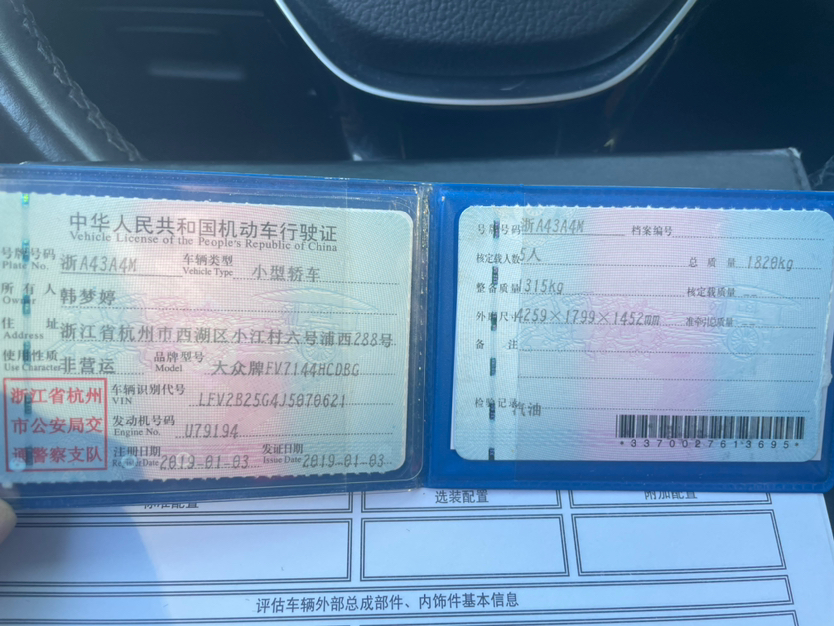 中华人民共和国机动车行驶证
Vehicle License of the People's Republic of China
号牌号码 浙A43A4M 车辆类型 小型轿车
Plate No. Vehicle Type
所有人 韩梦婷
Owner
住址 浙江省杭州市西湖区小江村六号浦西288号
Address
使用性质 非营运 品牌型号 大众牌FV7144HCDBG
Use Character Model
浙江省杭州
市公安局交
通警察支队
车辆识别代号 LFV2B25G4J5070621
VIN
发动机号码 U79194
Engine No.
注册日期 2019-01-03 发证日期 2019-01-03
Register Date Issue Date
号牌号码 浙A43A4M 档案编号
核定载人数 5人 总质量 1820kg
整备质量 1315kg 核定载质量 --
外廓尺寸 4259×1799×1452mm 准牵引总质量 --
备注
检验记录 汽油
*3370002761369 5*
标准配置 选装配置 附加配置
评估车辆外部总成部件、内饰件基本信息